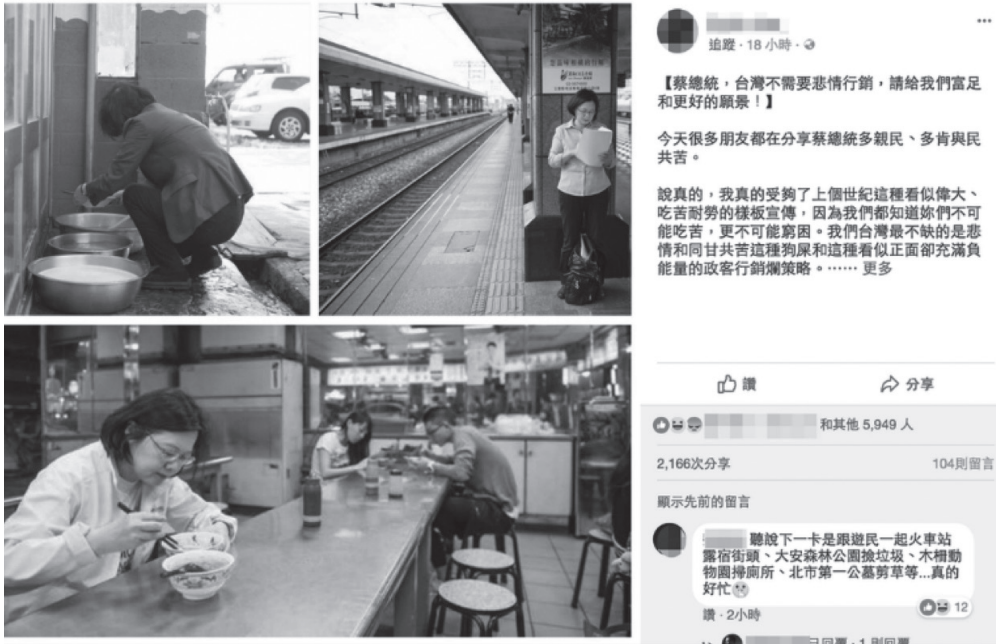 追蹤・18 小時・
【蔡總統，台灣不需要悲情行銷，請給我們富足
和更好的願景！】
今天很多朋友都在分享蔡總統多親民、多肯與民
共苦。
說真的，我真的受夠了上個世紀這種看似偉大、
吃苦耐勞的樣板宣傳，因為我們都知道妳們不可
能吃苦，更不可能窮困。我們台灣最不缺的是悲
情和同甘共苦這種狗屎和這種看似正面卻充滿負
能量的政客行銷爛策略。⋯⋯ 更多
讚
分享
和其他 5,949 人
2,166次分享
104則留言
顯示先前的留言
聽說下一卡是跟遊民一起火車站
露宿街頭、大安森林公園撿垃圾、木柵動
物園掃廁所、北市第一公墓剪草等...真的
好忙
12
讚・2小時
已回覆・1 則回覆